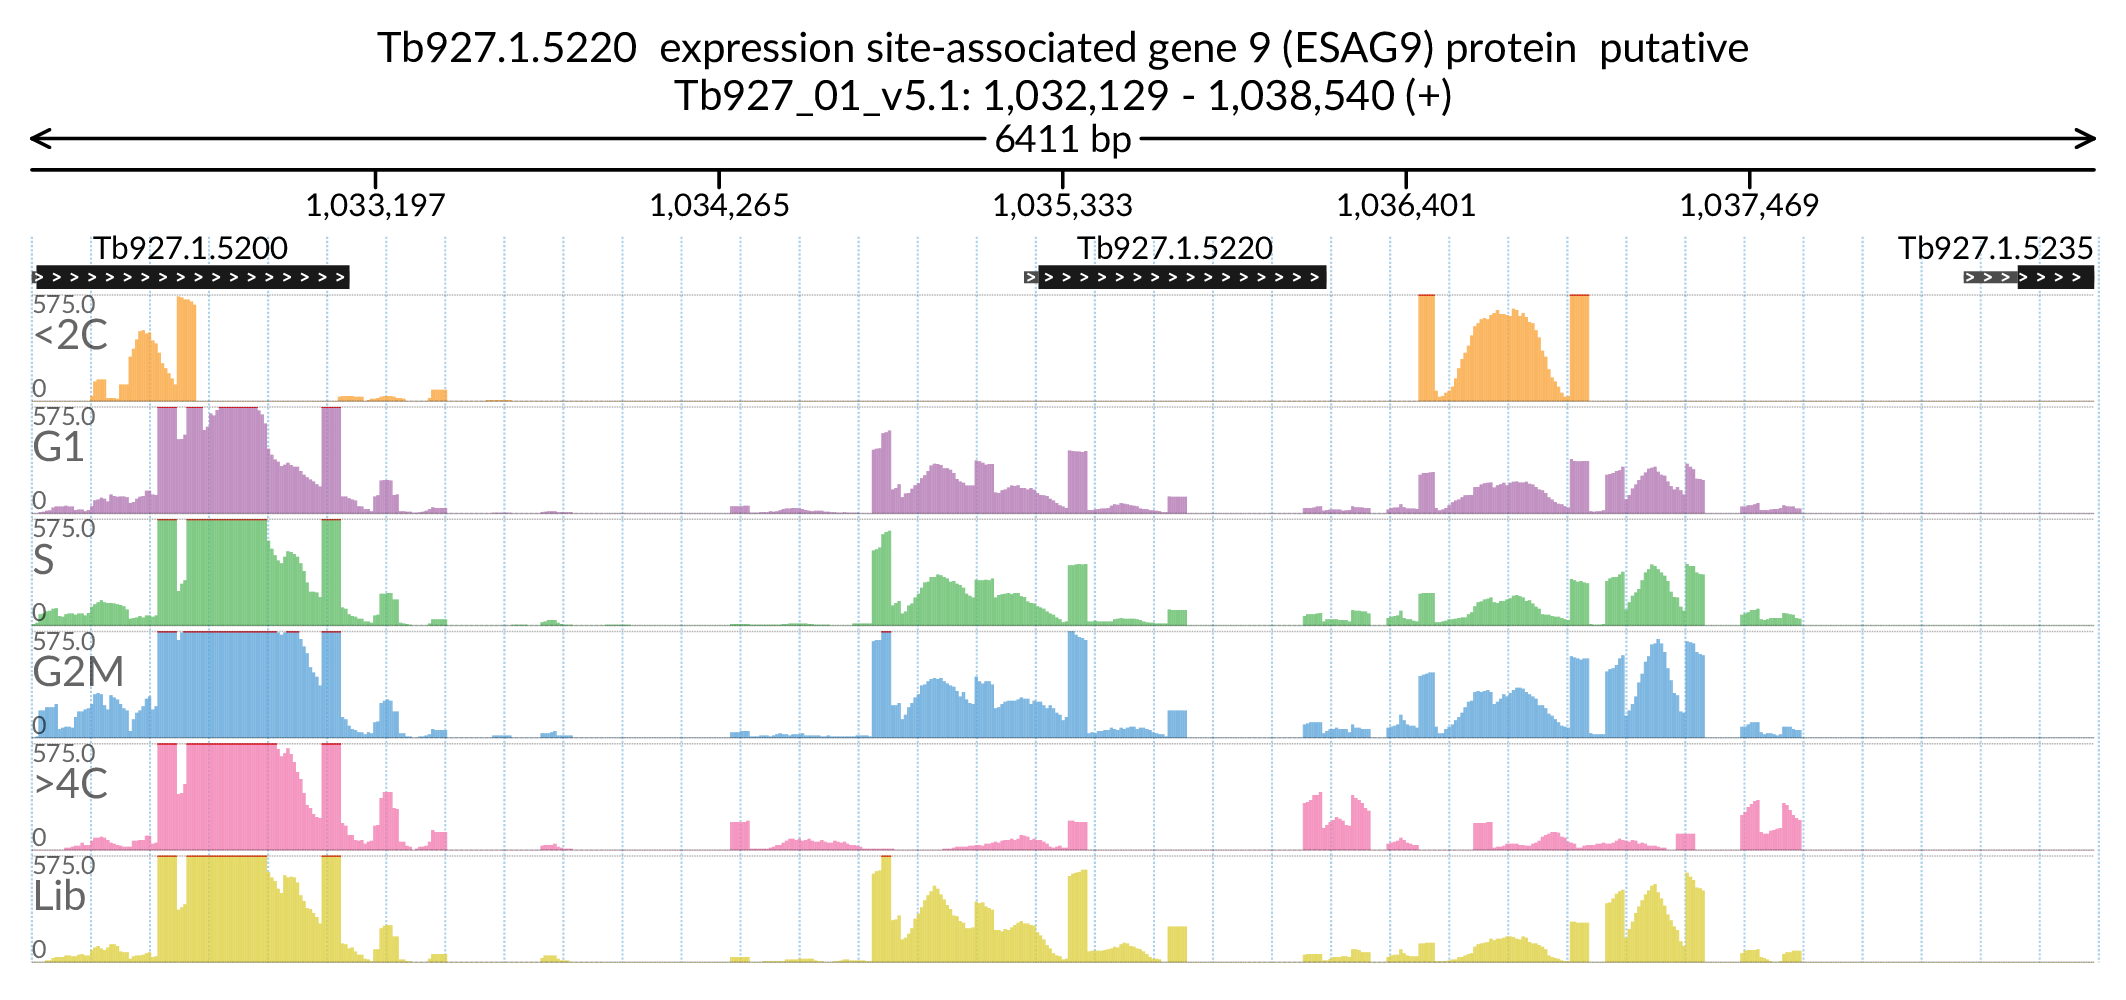 Tb927.1.5220  expression site-associated gene 9 (ESAG9) protein  putative
Tb927_01_v5.1: 1,032,129 - 1,038,540 (+)
6411 bp
1,033,197 1,034,265 1,035,333 1,036,401 1,037,469
Tb927.1.5200 Tb927.1.5220 Tb927.1.5235
575.0
<2C
0
575.0
G1
0
575.0
S
0
575.0
G2M
0
575.0
>4C
0
575.0
Lib
0